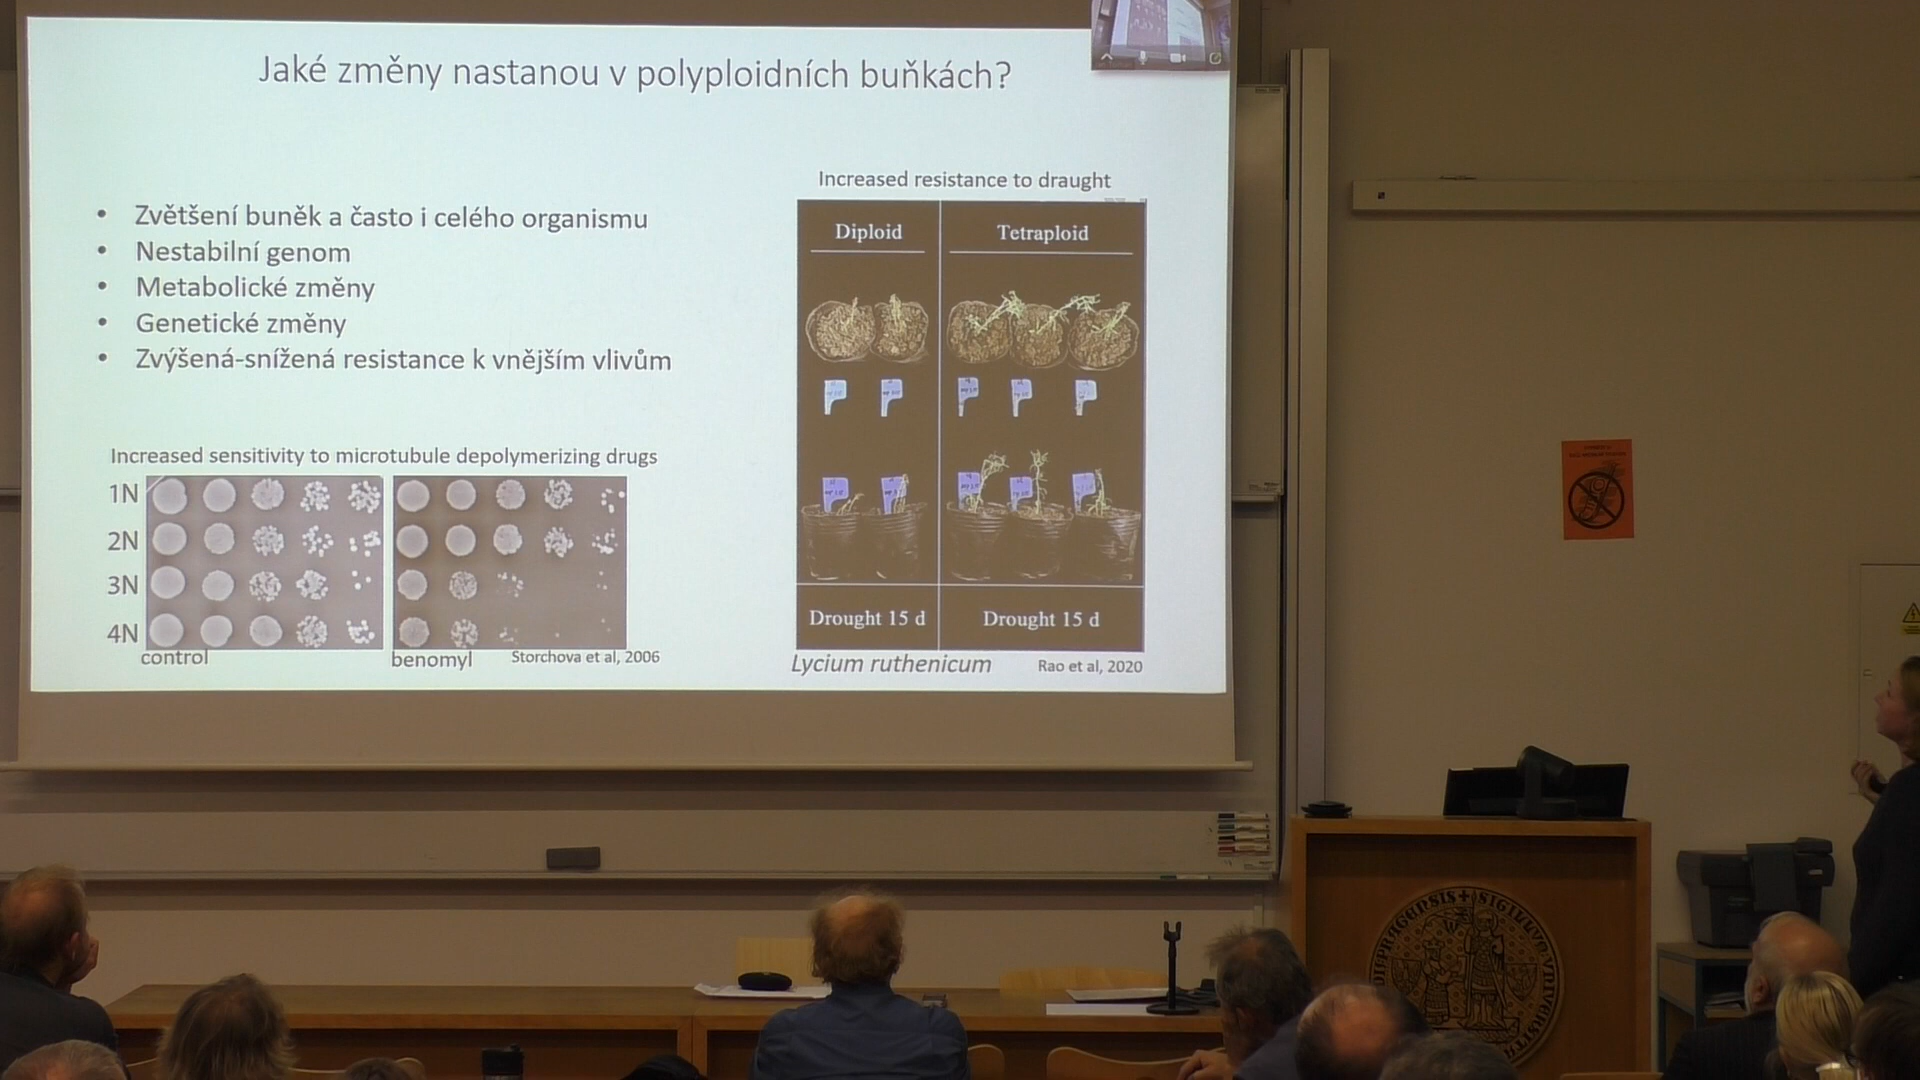 Jaké změny nastanou v polyploidních buňkách?
• Zvětšení buněk a často i celého organismu
• Nestabilní genom
• Metabolické změny
• Genetické změny
• Zvýšená-snížená resistance k vnějším vlivům
Increased sensitivity to microtubule depolymerizing drugs
1N
2N
3N
4N
control
benomyl
Storchova et al, 2006
Increased resistance to draught
Diploid
Tetraploid
Drought 15 d
Drought 15 d
Lycium ruthenicum
Rao et al, 2020